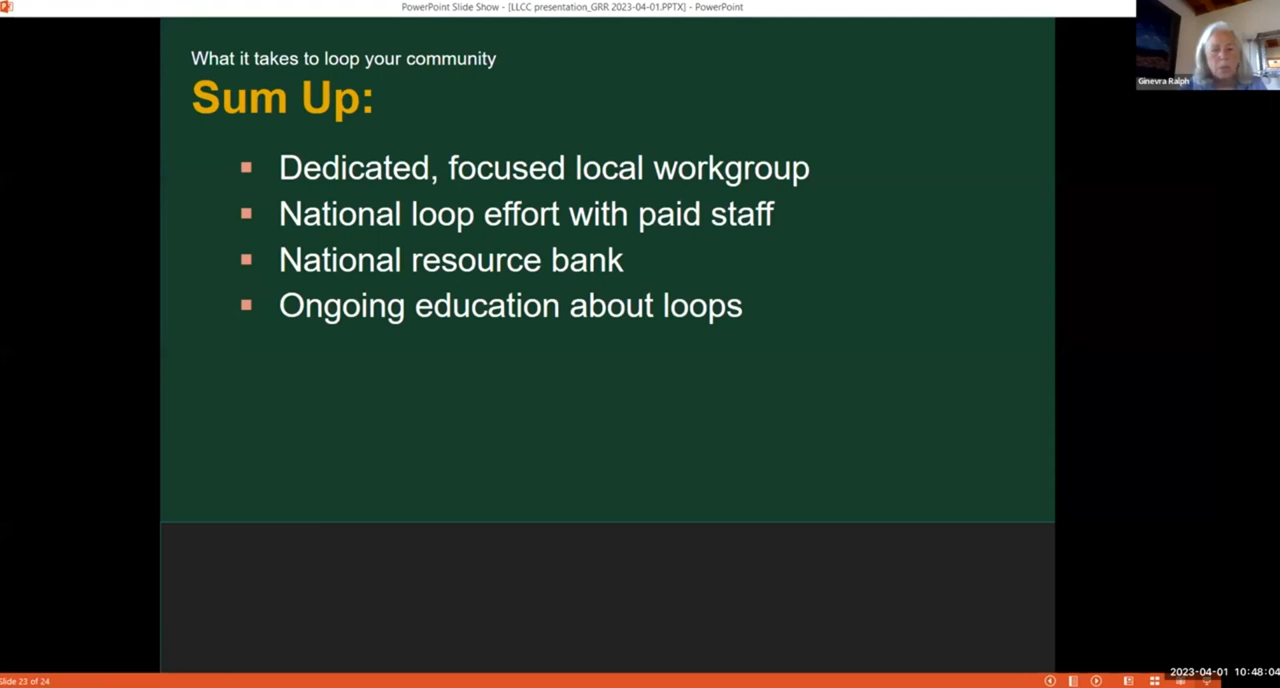 PowerPoint Slide Show - [LLCC presentation_GRR 2023-04-01.PPTX] - PowerPoint
What it takes to loop your community
Sum Up:
Dedicated, focused local workgroup
National loop effort with paid staff
National resource bank
Ongoing education about loops
Ginevra Ralph
2023-04-01 10:48:04
Slide 23 of 24